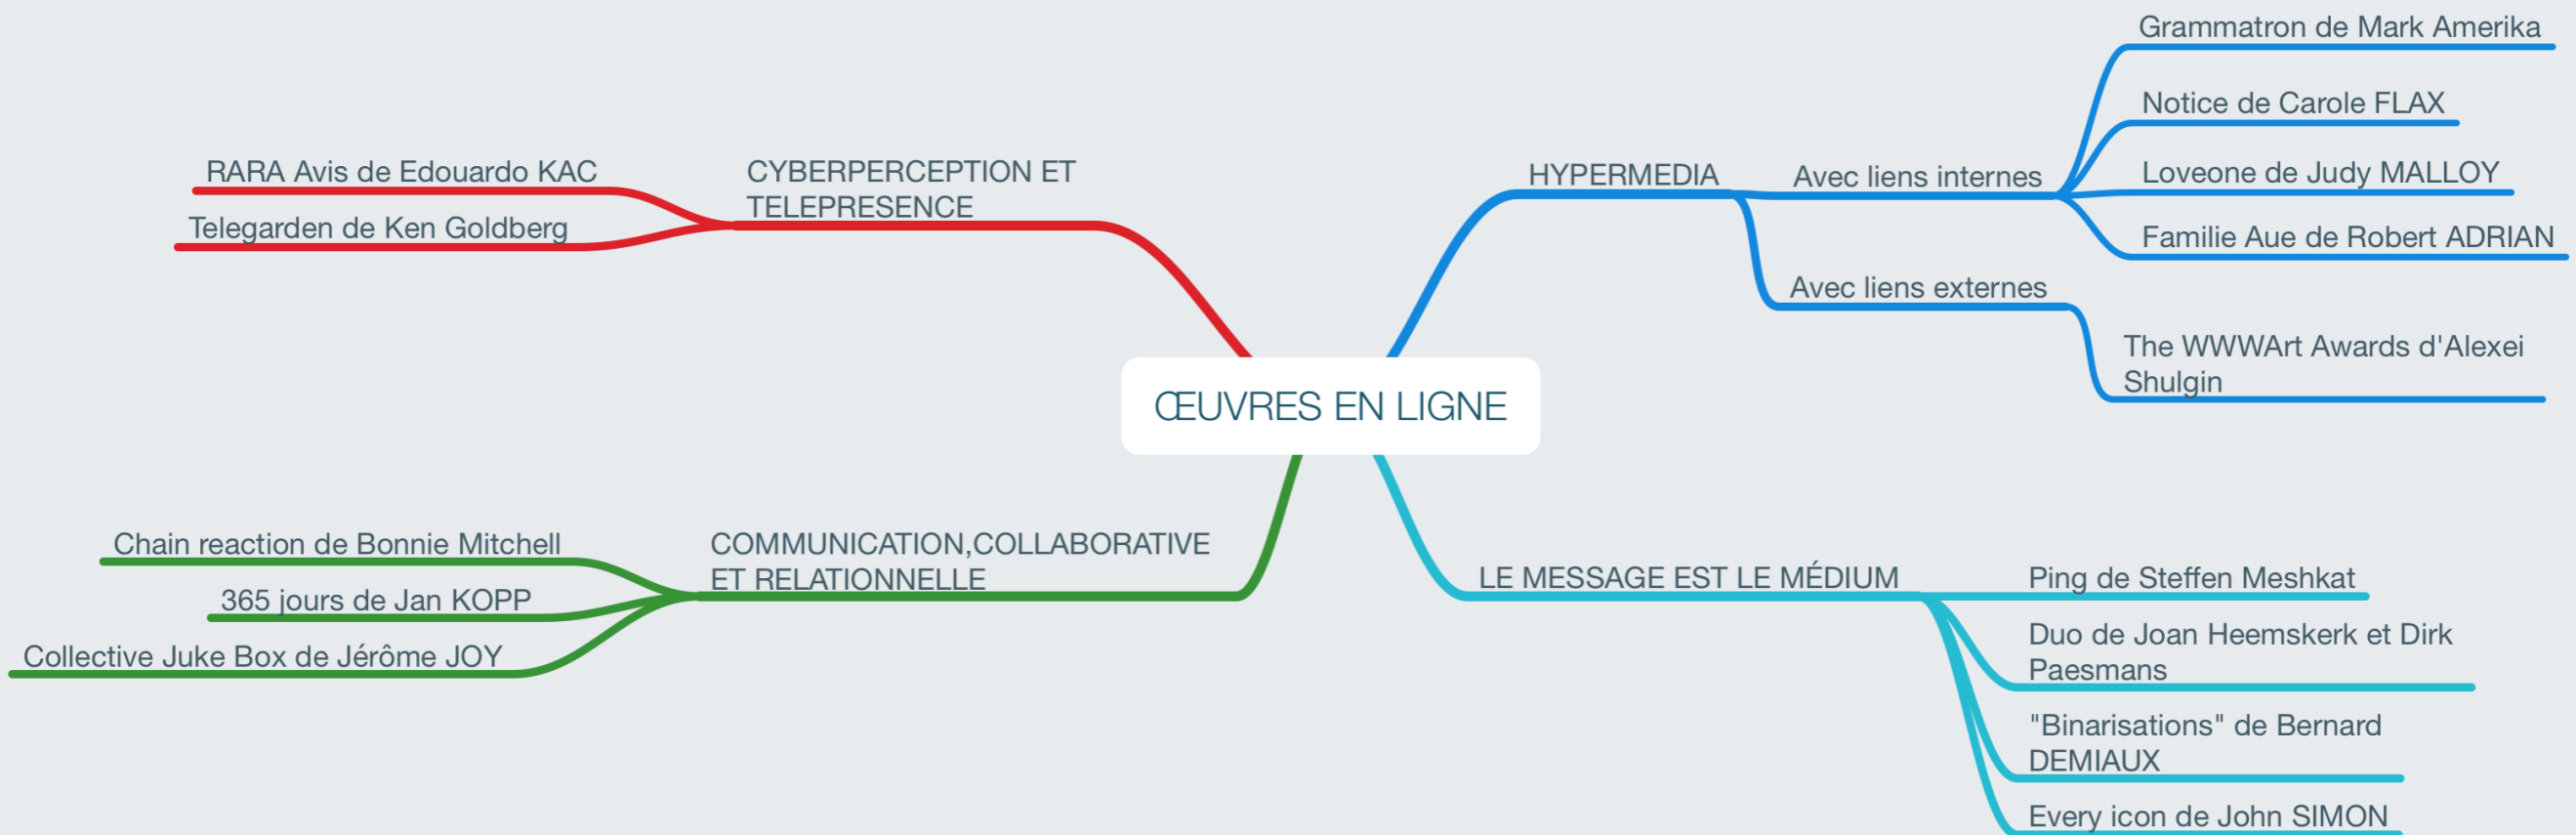 ŒUVRES EN LIGNE
CYBERPERCEPTION ET
TELEPRESENCE
RARA Avis de Edouardo KAC
Telegarden de Ken Goldberg
COMMUNICATION,COLLABORATIVE
ET RELATIONNELLE
Chain reaction de Bonnie Mitchell
365 jours de Jan KOPP
Collective Juke Box de Jérôme JOY
HYPERMEDIA
Avec liens internes
Grammatron de Mark Amerika
Notice de Carole FLAX
Loveone de Judy MALLOY
Familie Aue de Robert ADRIAN
Avec liens externes
The WWWArt Awards d'Alexei
Shulgin
LE MESSAGE EST LE MÉDIUM
Ping de Steffen Meshkat
Duo de Joan Heemskerk et Dirk
Paesmans
"Binarisations" de Bernard
DEMIAUX
Every icon de John SIMON